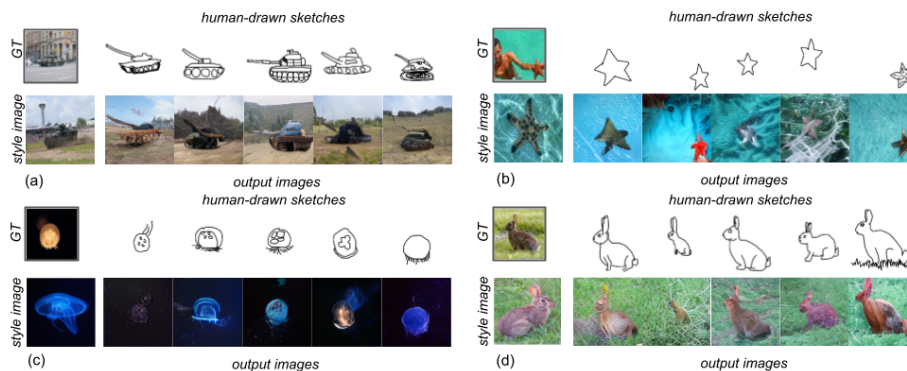 human-drawn sketches
GT
style image
(a)
output images
human-drawn sketches
GT
style image
(b)
output images
human-drawn sketches
GT
style image
(c)
output images
human-drawn sketches
GT
style image
(d)
output images